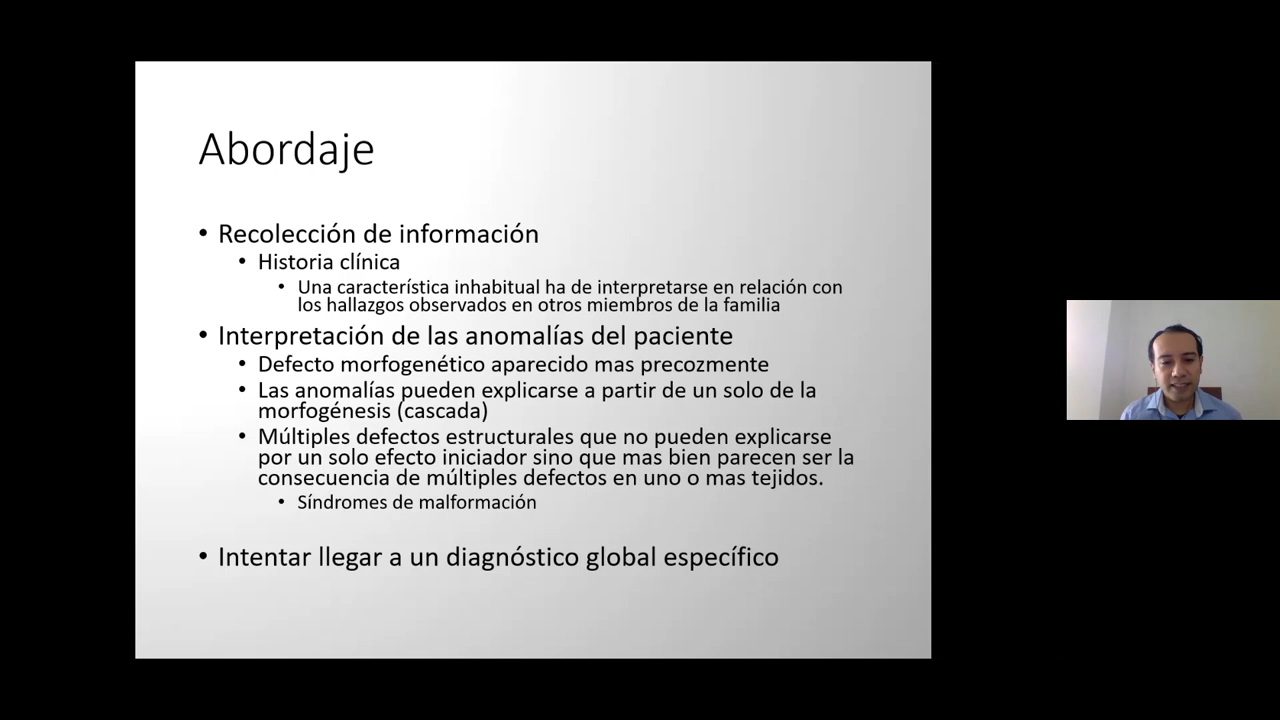 Abordaje
• Recolección de información
• Historia clínica
• Una característica inhabitual ha de interpretarse en relación con
los hallazgos observados en otros miembros de la familia
• Interpretación de las anomalías del paciente
• Defecto morfogenético aparecido mas precozmente
• Las anomalías pueden explicarse a partir de un solo de la
morfogénesis (cascada)
• Múltiples defectos estructurales que no pueden explicarse
por un solo efecto iniciador sino que mas bien parecen ser la
consecuencia de múltiples defectos en uno o mas tejidos.
• Síndromes de malformación
• Intentar llegar a un diagnóstico global específico